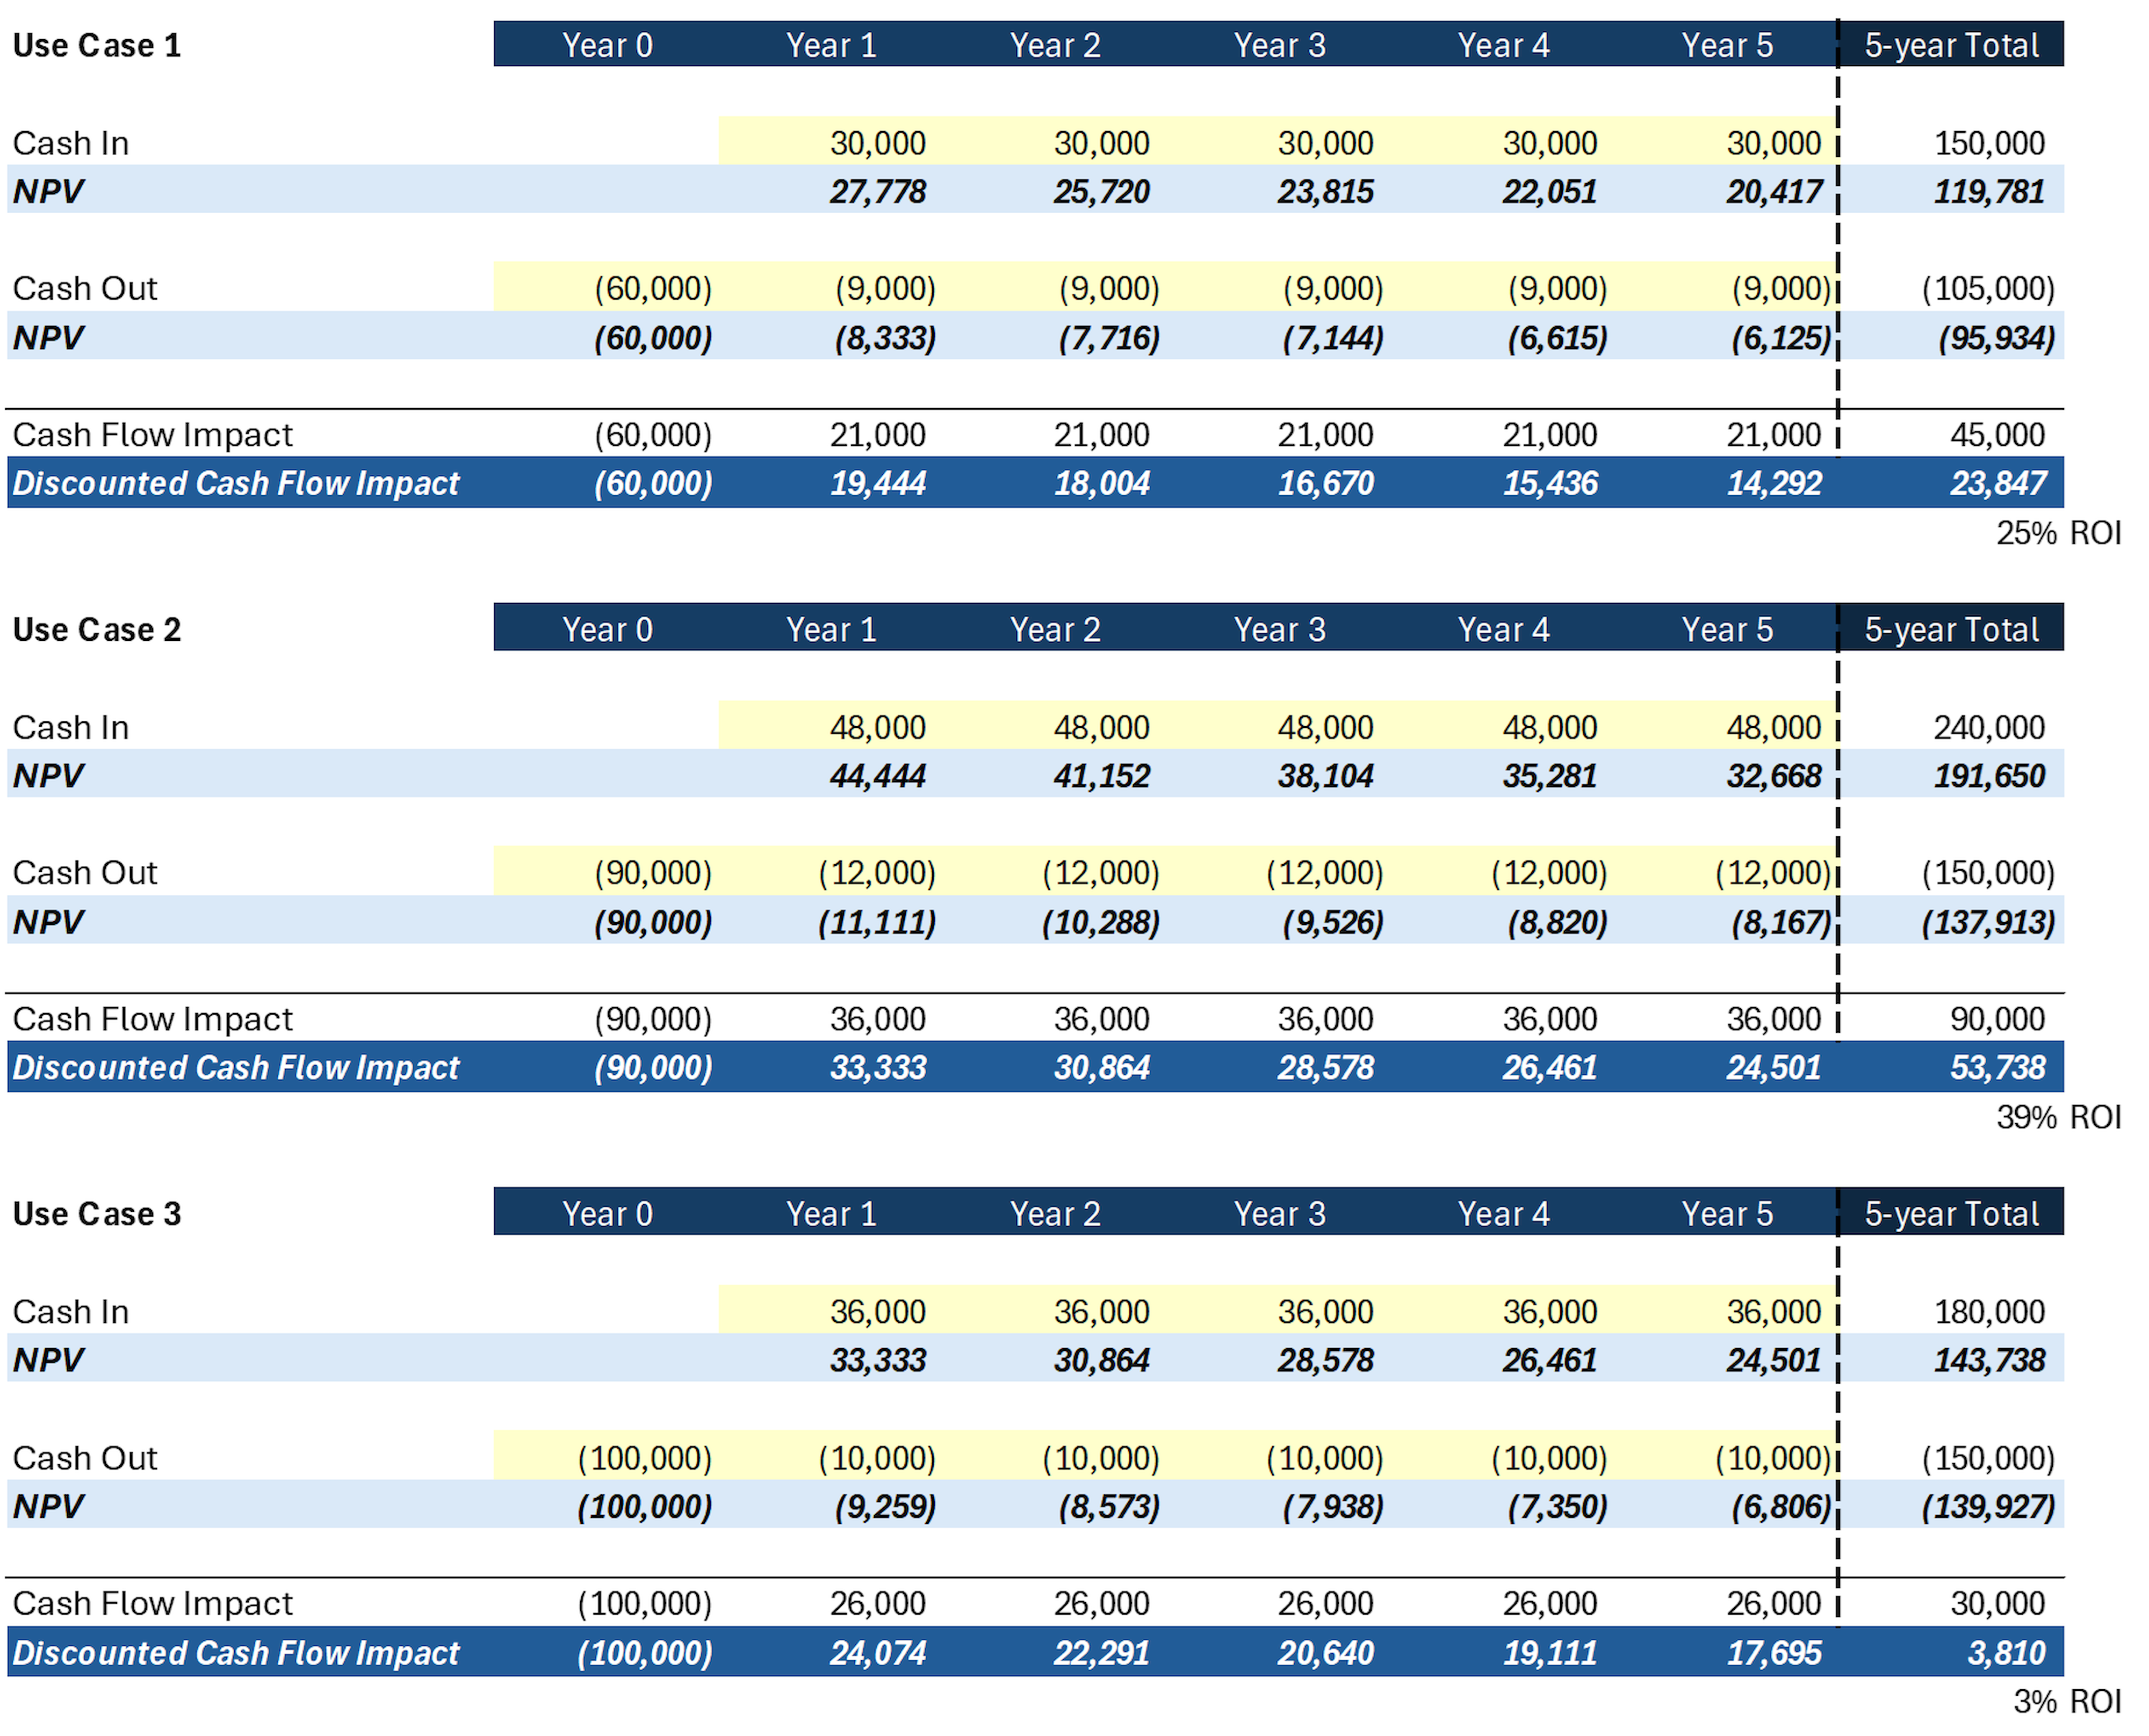 Use Case 1 Year 0 Year 1 Year 2 Year 3 Year 4 Year 5 5-year Total
Cash In 30,000 30,000 30,000 30,000 30,000 150,000
NPV 27,778 25,720 23,815 22,051 20,417 119,781
Cash Out (60,000) (9,000) (9,000) (9,000) (9,000) (9,000) (105,000)
NPV (60,000) (8,333) (7,716) (7,144) (6,615) (6,125) (95,934)
Cash Flow Impact (60,000) 21,000 21,000 21,000 21,000 21,000 45,000
Discounted Cash Flow Impact (60,000) 19,444 18,004 16,670 15,436 14,292 23,847
25% ROI
Use Case 2 Year 0 Year 1 Year 2 Year 3 Year 4 Year 5 5-year Total
Cash In 48,000 48,000 48,000 48,000 48,000 240,000
NPV 44,444 41,152 38,104 35,281 32,668 191,650
Cash Out (90,000) (12,000) (12,000) (12,000) (12,000) (12,000) (150,000)
NPV (90,000) (11,111) (10,288) (9,526) (8,820) (8,167) (137,913)
Cash Flow Impact (90,000) 36,000 36,000 36,000 36,000 36,000 90,000
Discounted Cash Flow Impact (90,000) 33,333 30,864 28,578 26,461 24,501 53,738
39% ROI
Use Case 3 Year 0 Year 1 Year 2 Year 3 Year 4 Year 5 5-year Total
Cash In 36,000 36,000 36,000 36,000 36,000 180,000
NPV 33,333 30,864 28,578 26,461 24,501 143,738
Cash Out (100,000) (10,000) (10,000) (10,000) (10,000) (10,000) (150,000)
NPV (100,000) (9,259) (8,573) (7,938) (7,350) (6,806) (139,927)
Cash Flow Impact (100,000) 26,000 26,000 26,000 26,000 26,000 30,000
Discounted Cash Flow Impact (100,000) 24,074 22,291 20,640 19,111 17,695 3,810
3% ROI